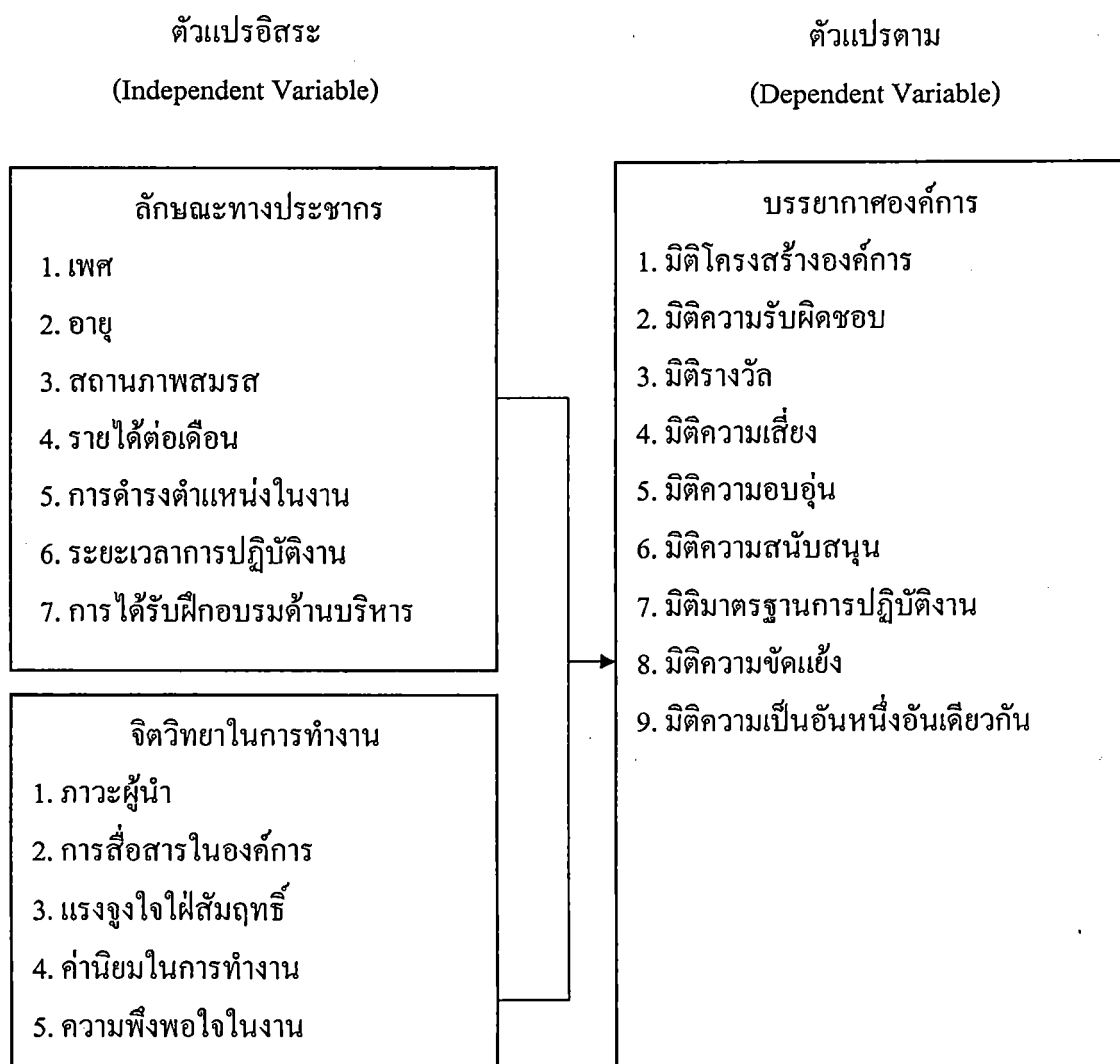 ตัวแปรอิสระ
(Independent Variable)
ลักษณะทางประชากร
1. เพศ
2. อายุ
3. สถานภาพสมรส
4. รายได้ต่อเดือน
5. การดำรงตำแหน่งในงาน
6. ระยะเวลาการปฏิบัติงาน
7. การได้รับฝึกอบรมด้านบริหาร
จิตวิทยาในการทำงาน
1. ภาวะผู้นำ
2. การสื่อสารในองค์การ
3. แรงจูงใจใฝ่สัมฤทธิ์
4. ค่านิยมในการทำงาน
5. ความพึงพอใจในงาน
ตัวแปรตาม
(Dependent Variable)
บรรยากาศองค์การ
1. มิติโครงสร้างองค์การ
2. มิติความรับผิดชอบ
3. มิติรางวัล
4. มิติความเสี่ยง
5. มิติความอบอุ่น
6. มิติความสนับสนุน
7. มิติมาตรฐานการปฏิบัติงาน
8. มิติความขัดแย้ง
9. มิติความเป็นอันหนึ่งอันเดียวกัน